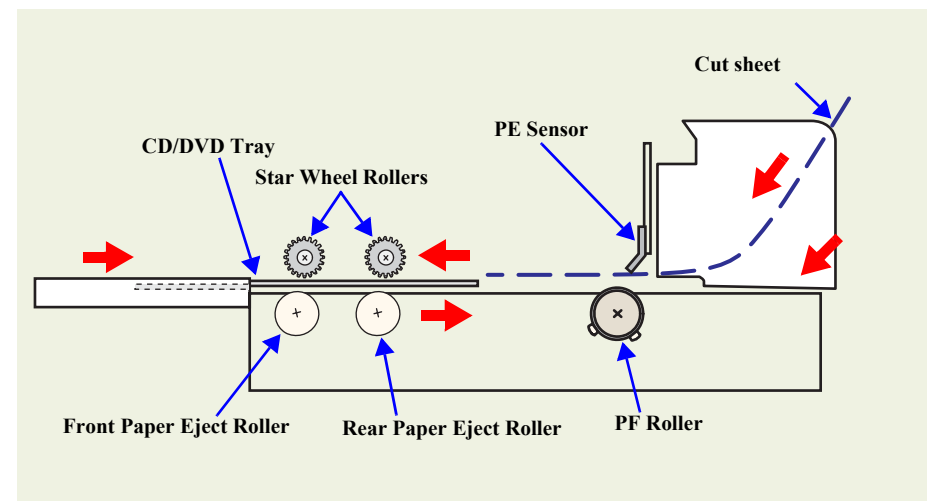 Cut sheet
PE Sensor
CD/DVD Tray
Star Wheel Rollers
Front Paper Eject Roller
Rear Paper Eject Roller
PF Roller